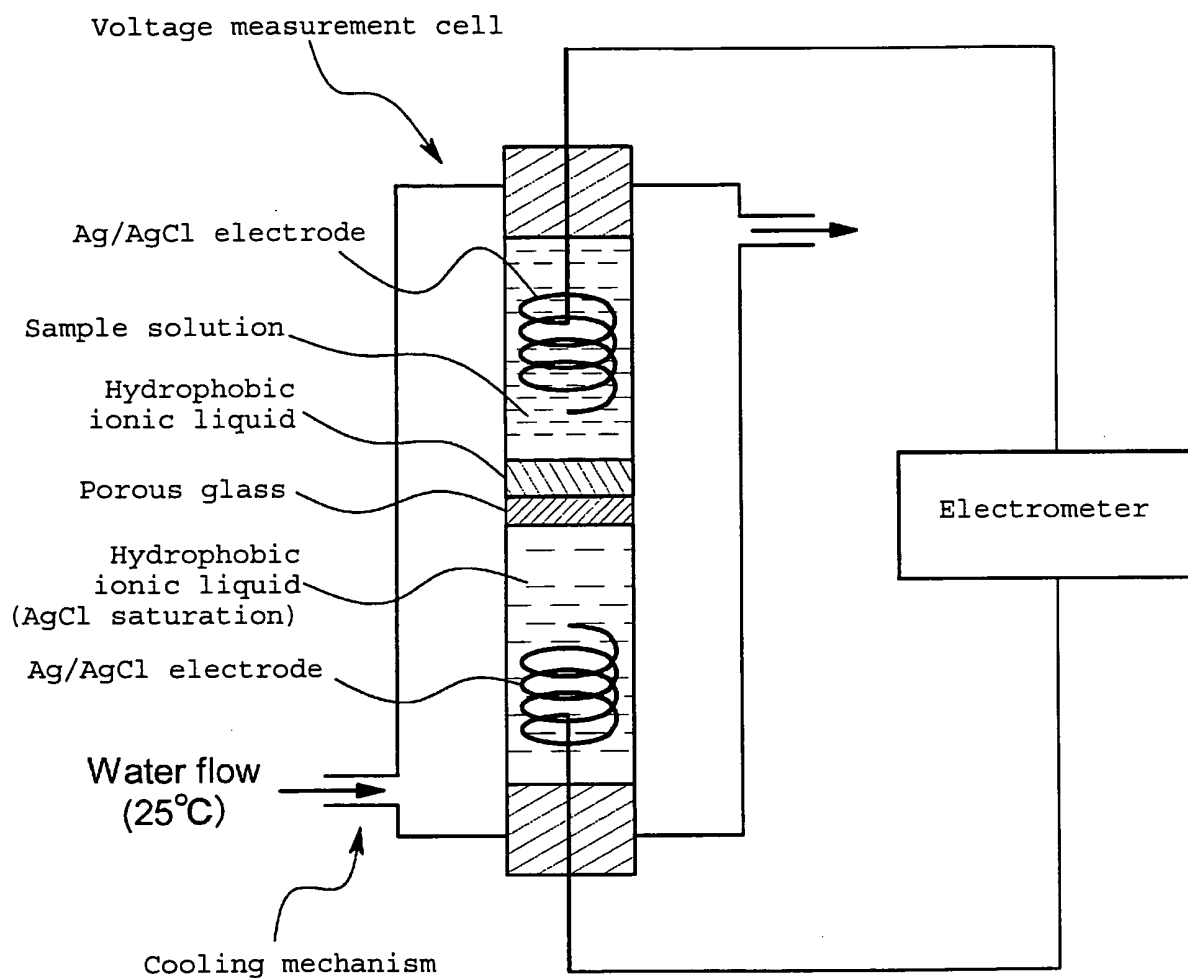 Voltage measurement cell
Ag/AgCl electrode
Sample solution
Hydrophobic
ionic liquid
Porous glass
Hydrophobic
ionic liquid
(AgCl saturation)
Ag/AgCl electrode
Water flow
(25°C)
Cooling mechanism
Electrometer